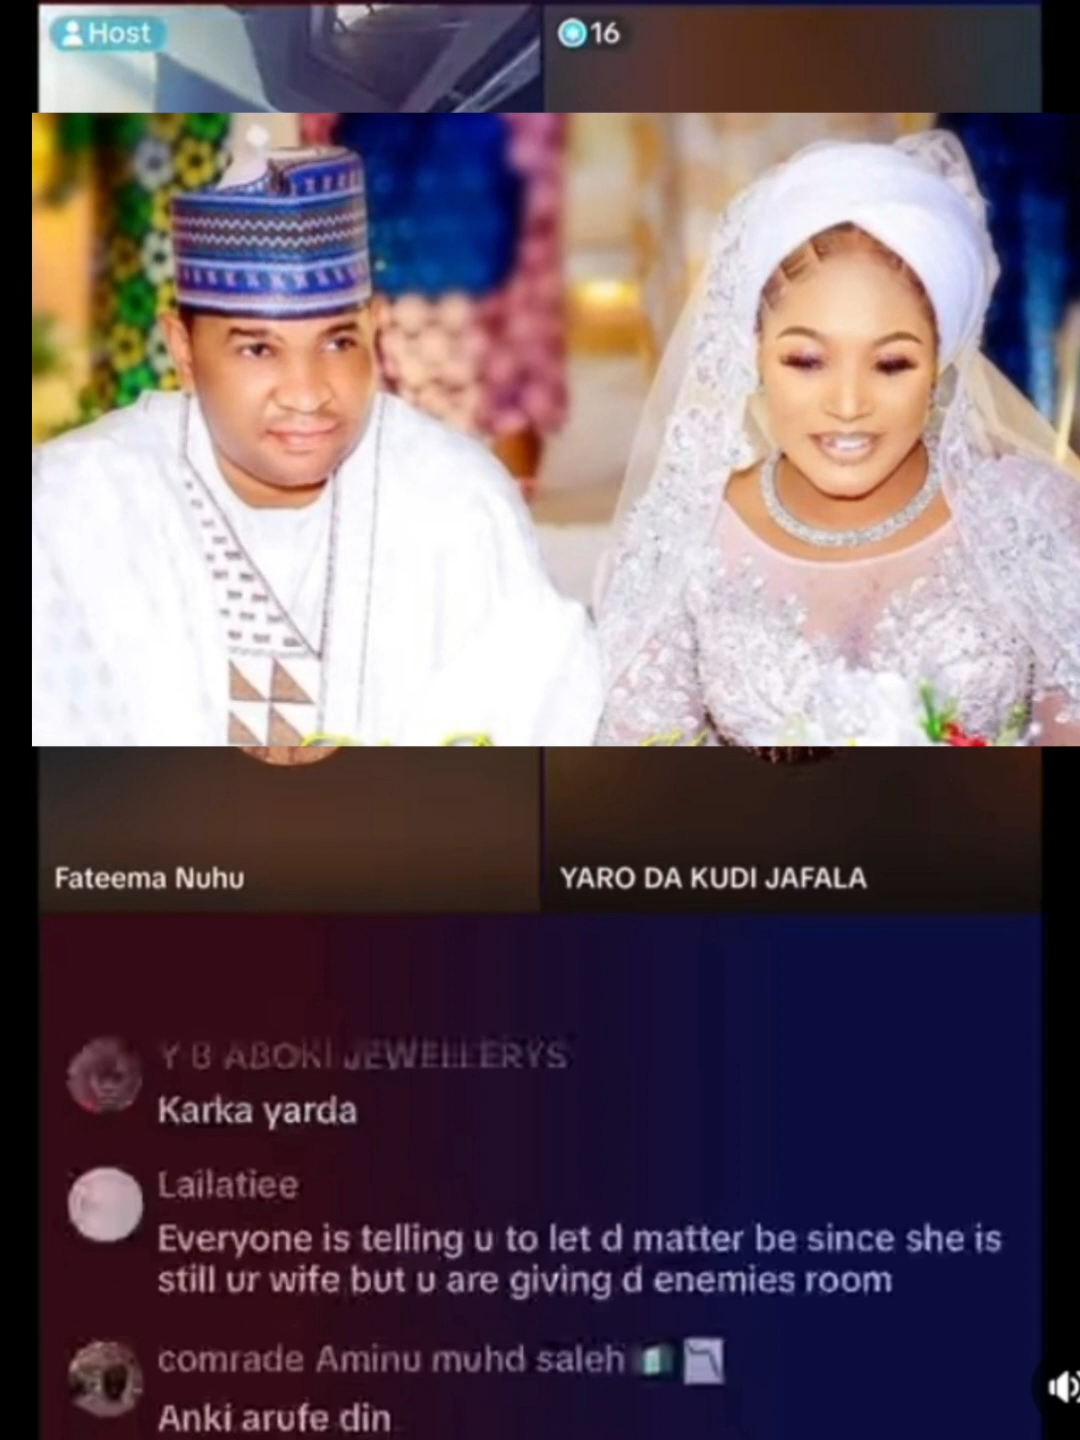 Host
16
Fateema Nuhu
YARO DA KUDI JAFALA
Y B ABOKI JEWELLERYS
Karka yarda
Lailatiee
Everyone is telling u to let d matter be since she is
still ur wife but u are giving d enemies room
comrade Aminu muhd saleh
Anki arufe din